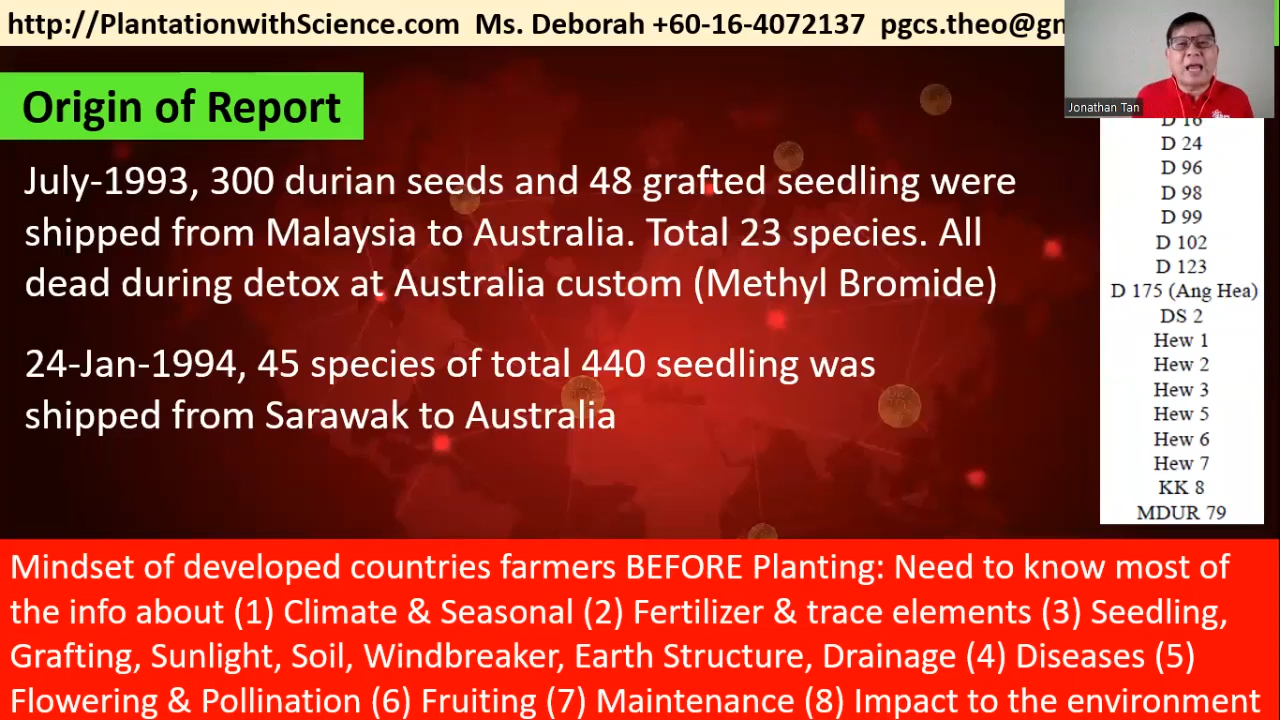 http://PlantationwithScience.com Ms. Deborah +60-16-4072137 pgcs.theo@gm
Jonathan Tan
Origin of Report
July-1993, 300 durian seeds and 48 grafted seedling were
shipped from Malaysia to Australia. Total 23 species. All
dead during detox at Australia custom (Methyl Bromide)
24-Jan-1994, 45 species of total 440 seedling was
shipped from Sarawak to Australia
D 16
D 24
D 96
D 98
D 99
D 102
D 123
D 175 (Ang Hea)
DS 2
Hew 1
Hew 2
Hew 3
Hew 5
Hew 6
Hew 7
KK 8
MDUR 79
Mindset of developed countries farmers BEFORE Planting: Need to know most of
the info about (1) Climate & Seasonal (2) Fertilizer & trace elements (3) Seedling,
Grafting, Sunlight, Soil, Windbreaker, Earth Structure, Drainage (4) Diseases (5)
Flowering & Pollination (6) Fruiting (7) Maintenance (8) Impact to the environment